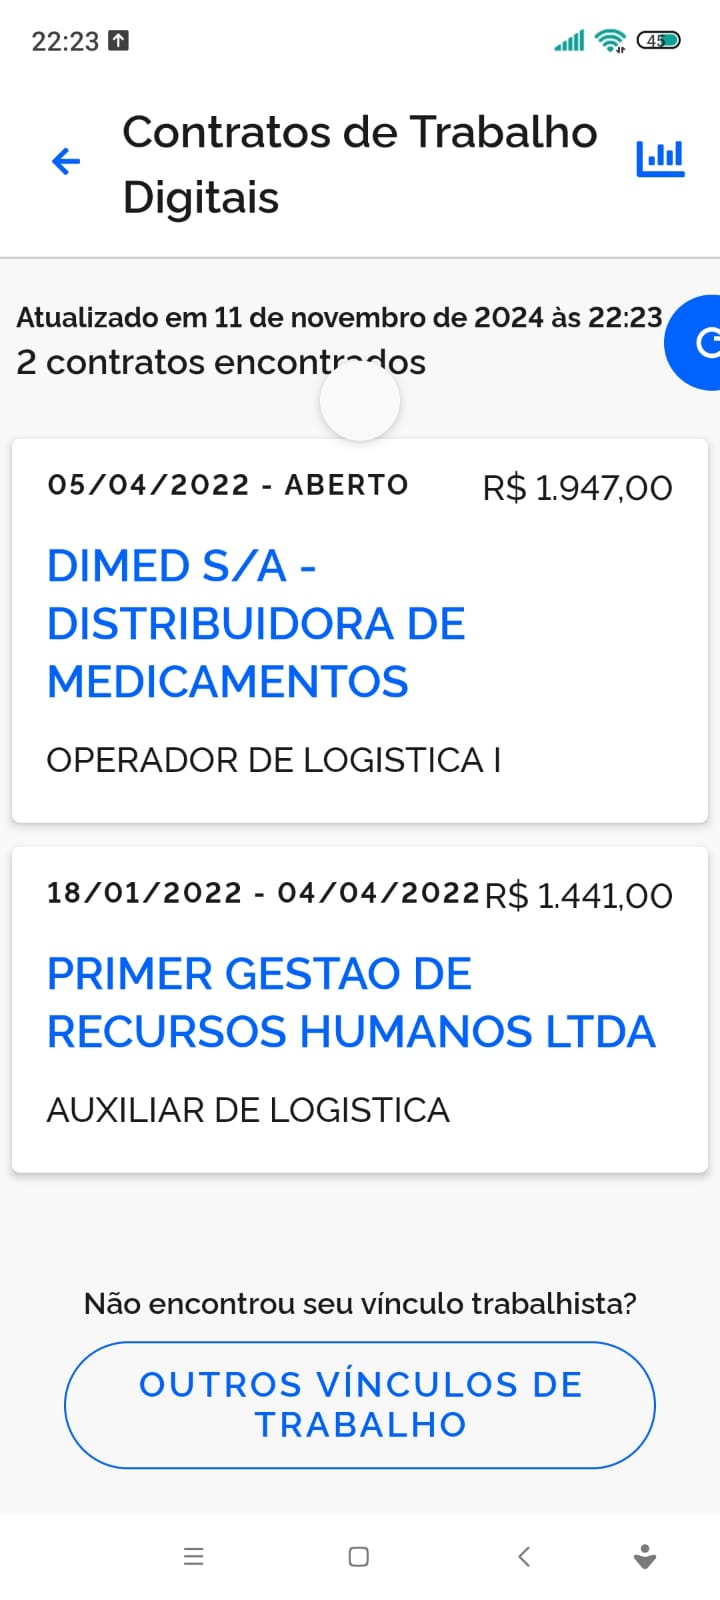 22:23
45
Contratos de Trabalho
Digitais
Atualizado em 11 de novembro de 2024 às 22:23
2 contratos encontrados
05/04/2022 - ABERTO R$ 1.947,00
DIMED S/A -
DISTRIBUIDORA DE
MEDICAMENTOS
OPERADOR DE LOGISTICA I
18/01/2022 - 04/04/2022 R$ 1.441,00
PRIMER GESTAO DE
RECURSOS HUMANOS LTDA
AUXILIAR DE LOGISTICA
Não encontrou seu vínculo trabalhista?
OUTROS VÍNCULOS DE
TRABALHO